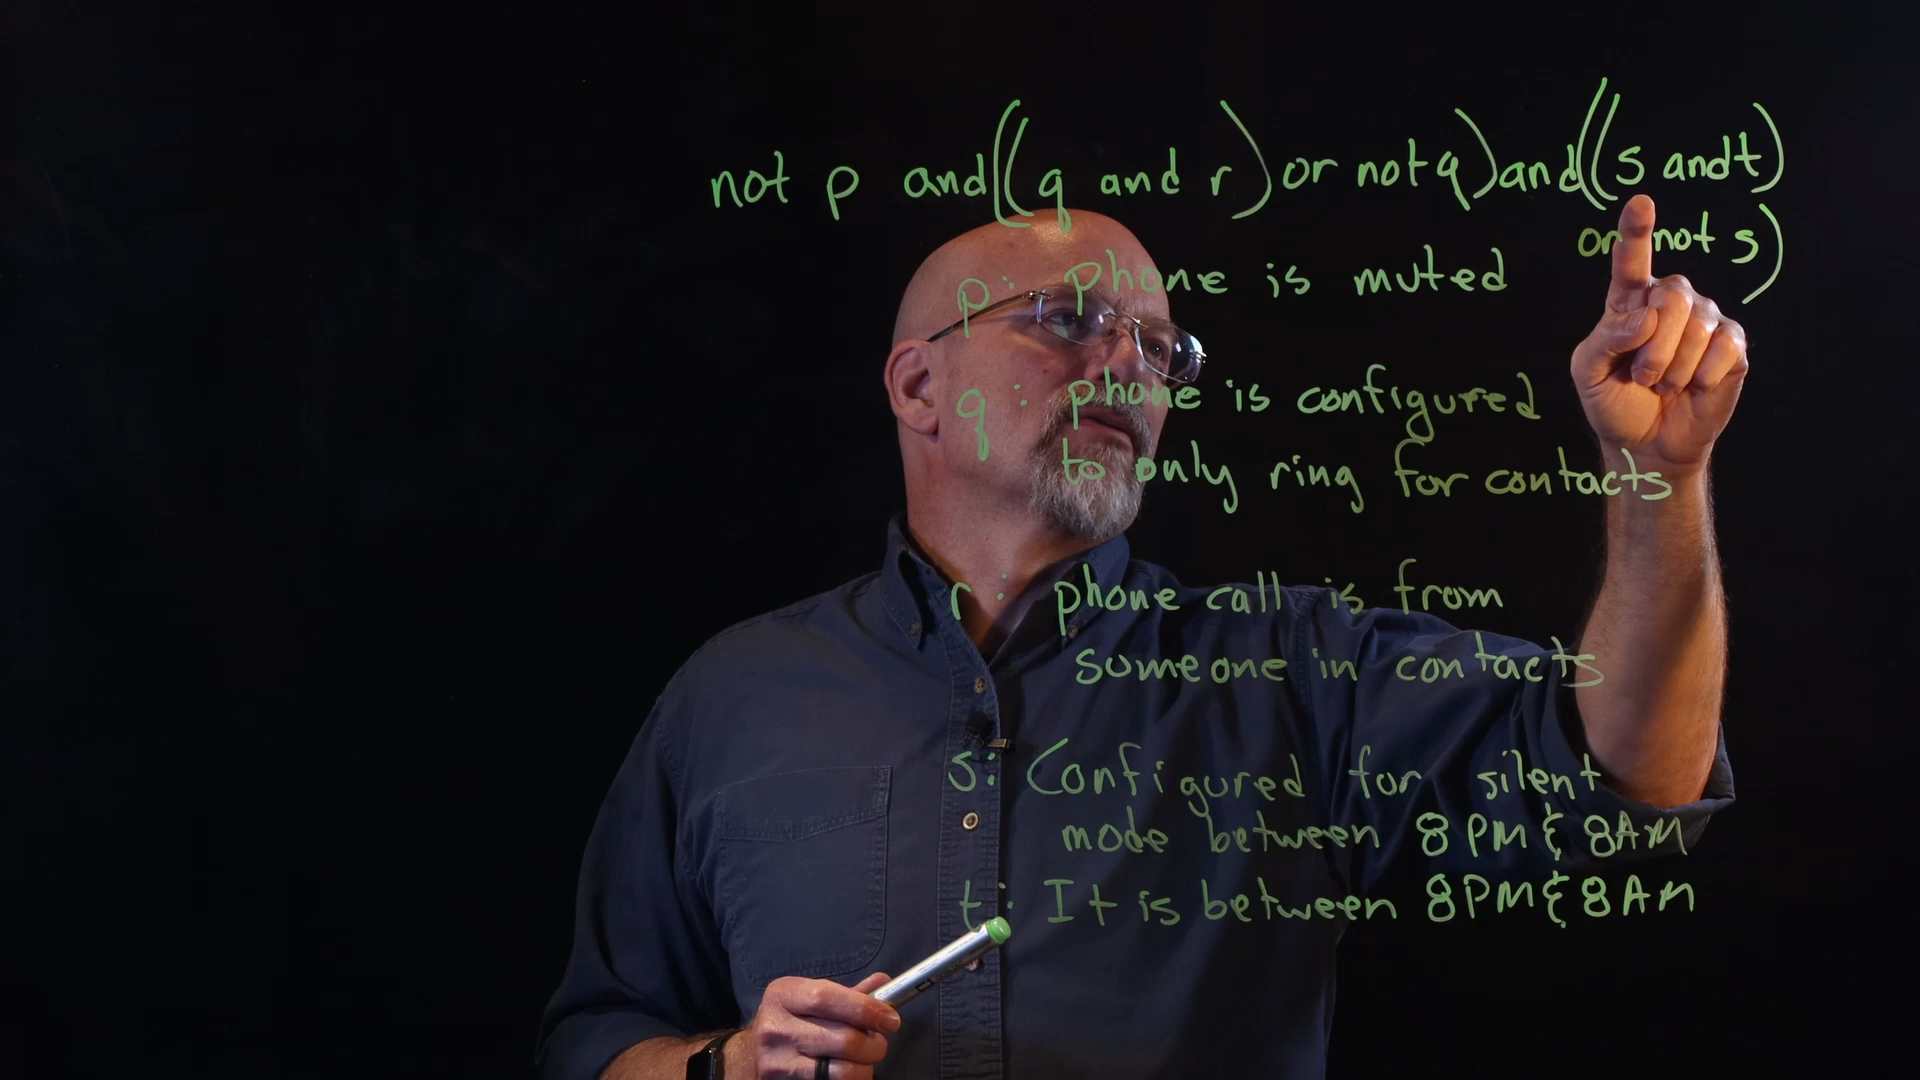 not p and((q and r) or not q) and((s and t)
or not s)
p: phone is muted
q: phone is configured
to only ring for contacts
r: phone call is from
someone in contacts
s: Configured for silent
mode between 8 PM & 8AM
t: It is between 8PM & 8AM